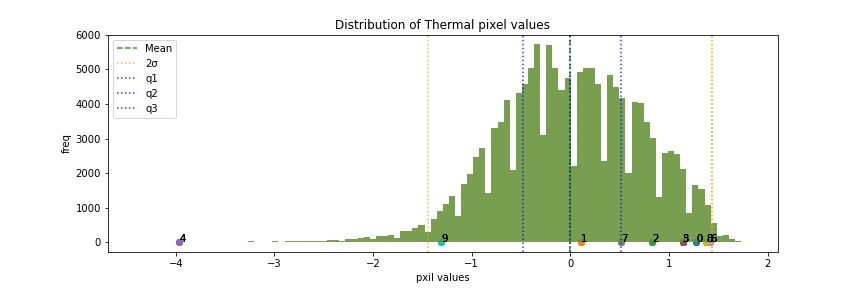 Distribution of Thermal pixel values
6000
5000
4000
3000
2000
1000
0
freq
Mean
2σ
q1
q2
q3
4
9
1
7
2
3
0
8
−4
−3
−2
−1
0
1
2
pxil values